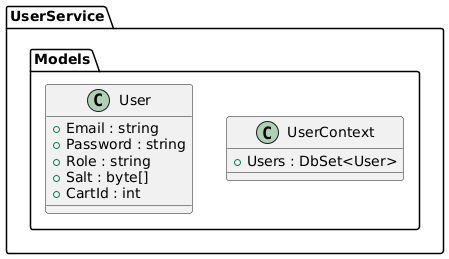 UserService
Models
C User
Email : string
Password : string
Role : string
Salt : byte[]
CartId : int
C UserContext
Users : DbSet<User>